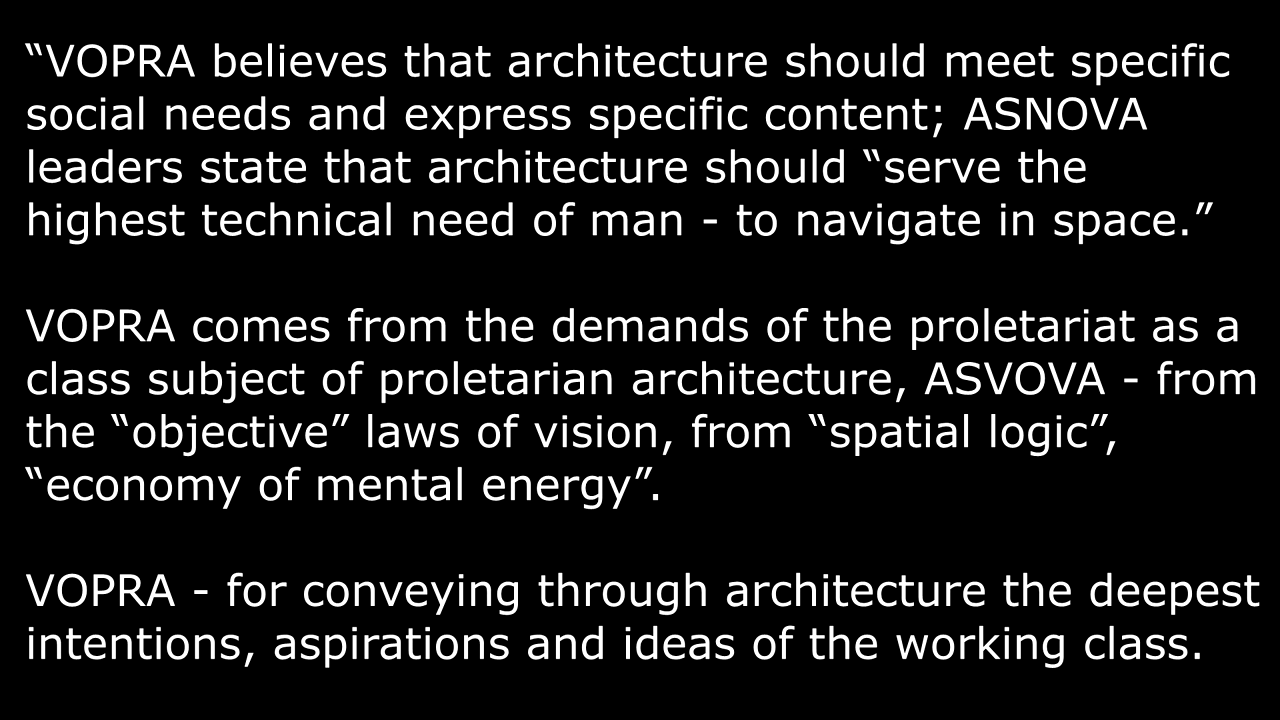 “VOPRA believes that architecture should meet specific
social needs and express specific content; ASNOVA
leaders state that architecture should “serve the
highest technical need of man - to navigate in space.”
VOPRA comes from the demands of the proletariat as a
class subject of proletarian architecture, ASVOVA - from
the “objective” laws of vision, from “spatial logic”,
“economy of mental energy”.
VOPRA - for conveying through architecture the deepest
intentions, aspirations and ideas of the working class.